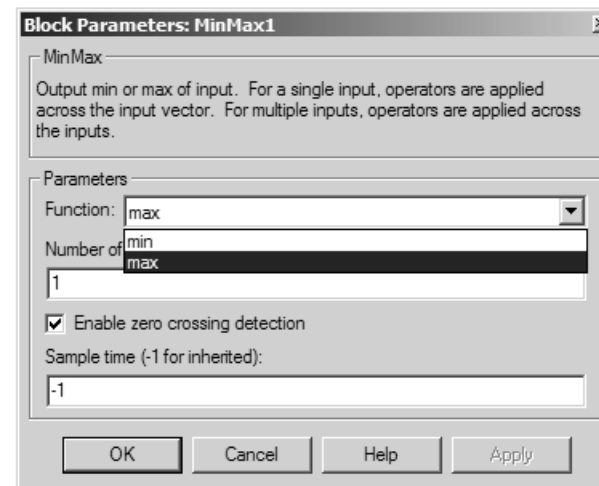 Block Parameters: MinMax1
MinMax
Output min or max of input. For a single input, operators are applied
across the input vector. For multiple inputs, operators are applied across
the inputs.
Parameters
Function: max
min
Number of
max
1
Enable zero crossing detection
Sample time (-1 for inherited):
-1
OK Cancel Help Apply